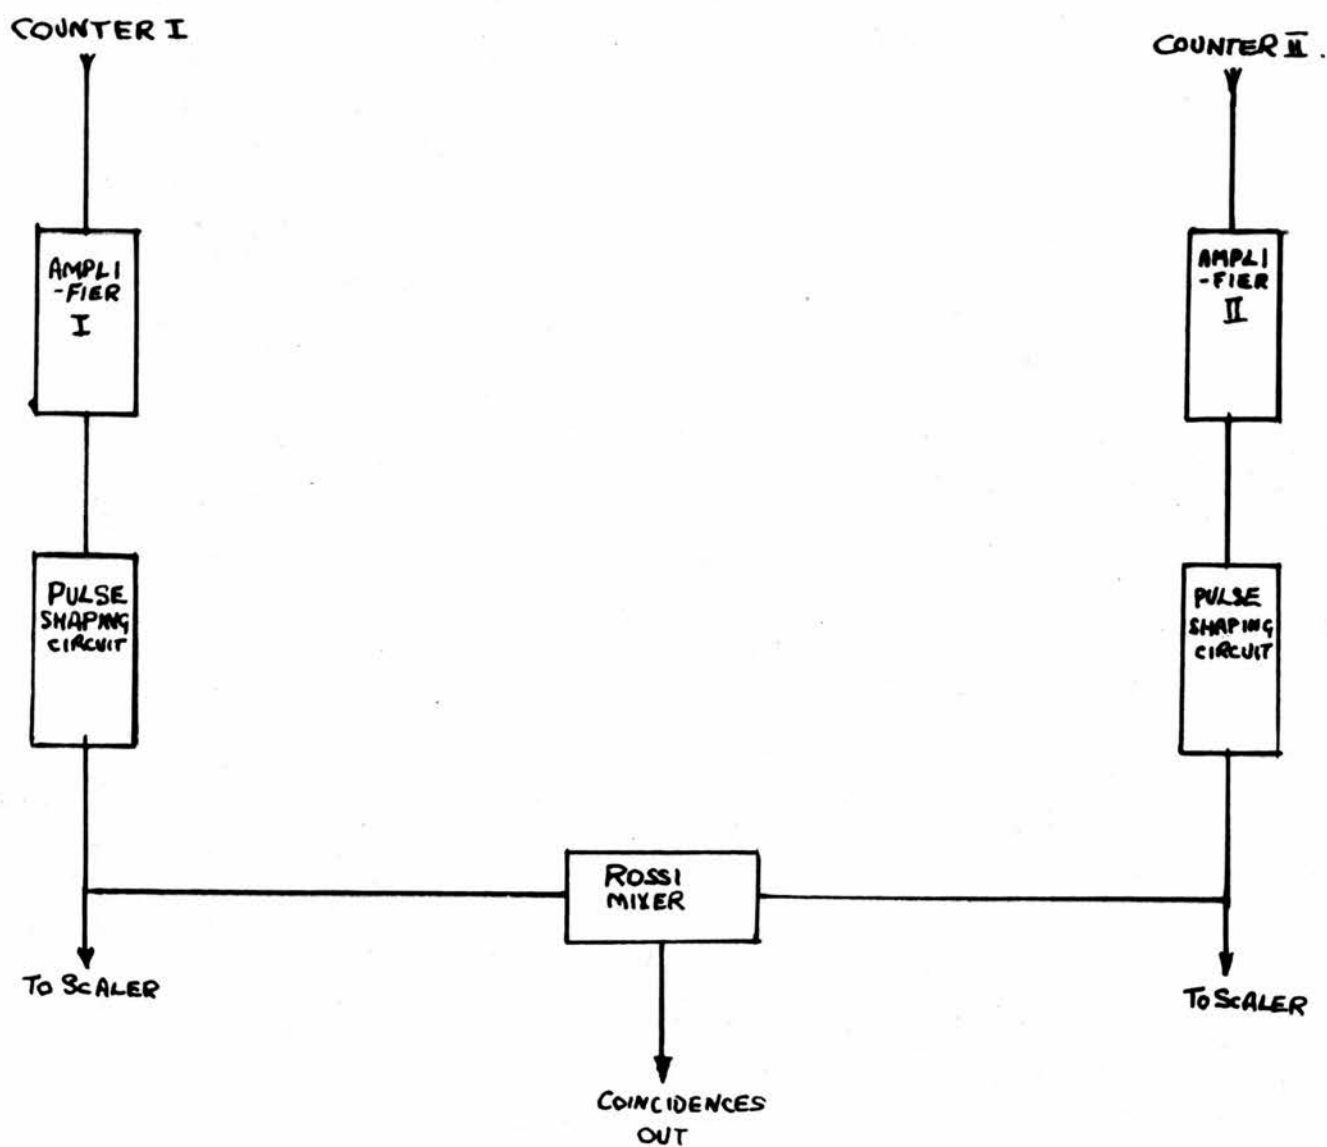 COUNTER I
COUNTER II.
AMPLI
-FIER
I
AMPLI
-FIER
II
PULSE
SHAPING
CIRCUIT
PULSE
SHAPING
CIRCUIT
ROSSI
MIXER
TO SCALER
TO SCALER
COINCIDENCES
OUT